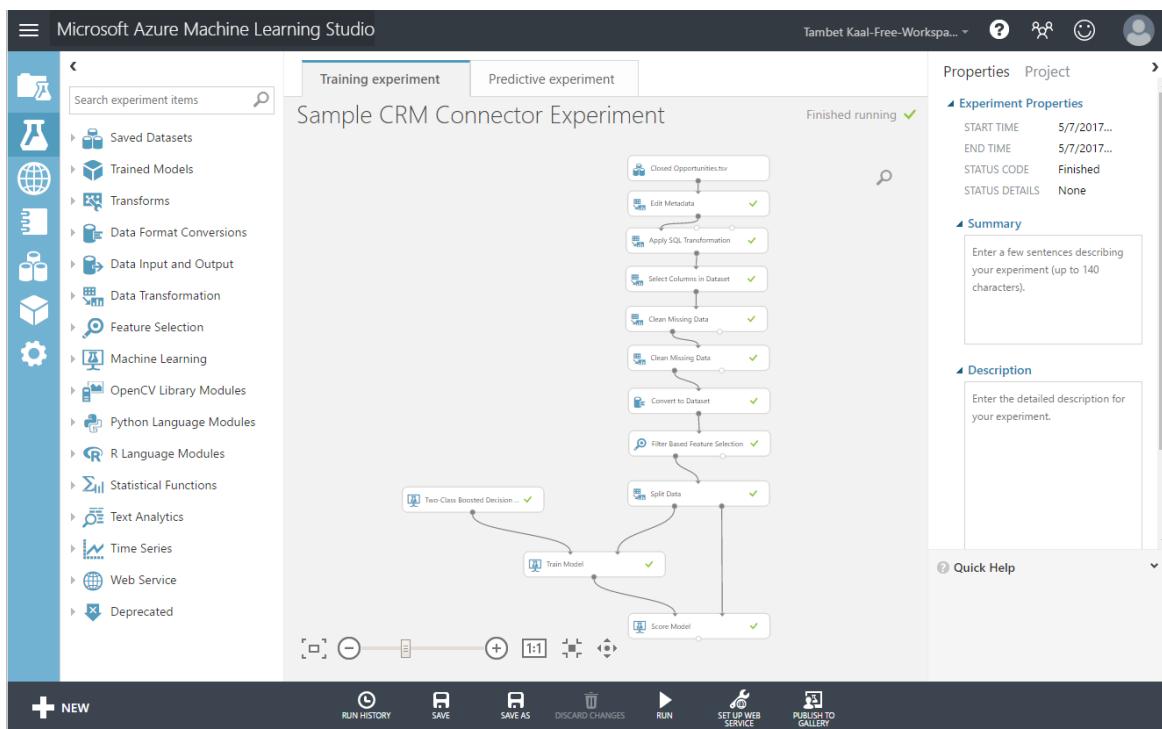 Microsoft Azure Machine Learning Studio
Tambet Kaal-Free-Workspa...
Search experiment items
Saved Datasets
Trained Models
Transforms
Data Format Conversions
Data Input and Output
Data Transformation
Feature Selection
Machine Learning
OpenCV Library Modules
Python Language Modules
R Language Modules
Statistical Functions
Text Analytics
Time Series
Web Service
Deprecated
Training experiment
Predictive experiment
Sample CRM Connector Experiment
Finished running
Closed Opportunities.tsv
Edit Metadata
Apply SQL Transformation
Select Columns in Dataset
Clean Missing Data
Clean Missing Data
Convert to Dataset
Filter Based Feature Selection
Split Data
Two-Class Boosted Decision ...
Train Model
Score Model
1:1
Properties Project
Experiment Properties
START TIME 5/7/2017...
END TIME 5/7/2017...
STATUS CODE Finished
STATUS DETAILS None
Summary
Enter a few sentences describing
your experiment (up to 140
characters).
Description
Enter the detailed description for
your experiment.
Quick Help
NEW
RUN HISTORY
SAVE
SAVE AS
DISCARD CHANGES
RUN
SET UP WEB
SERVICE
PUBLISH TO
GALLERY